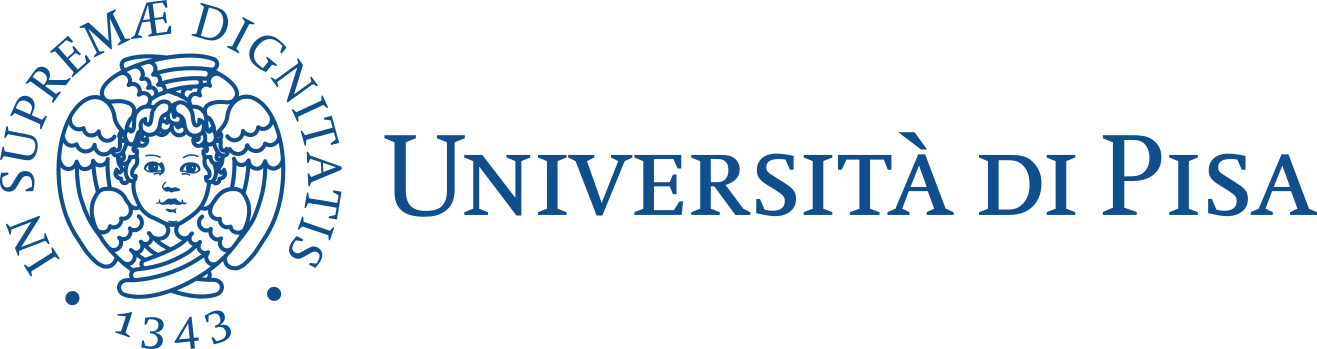 IN SUPREMÆ DIGNITATIS
1343
UNIVERSITÀ DI PISA